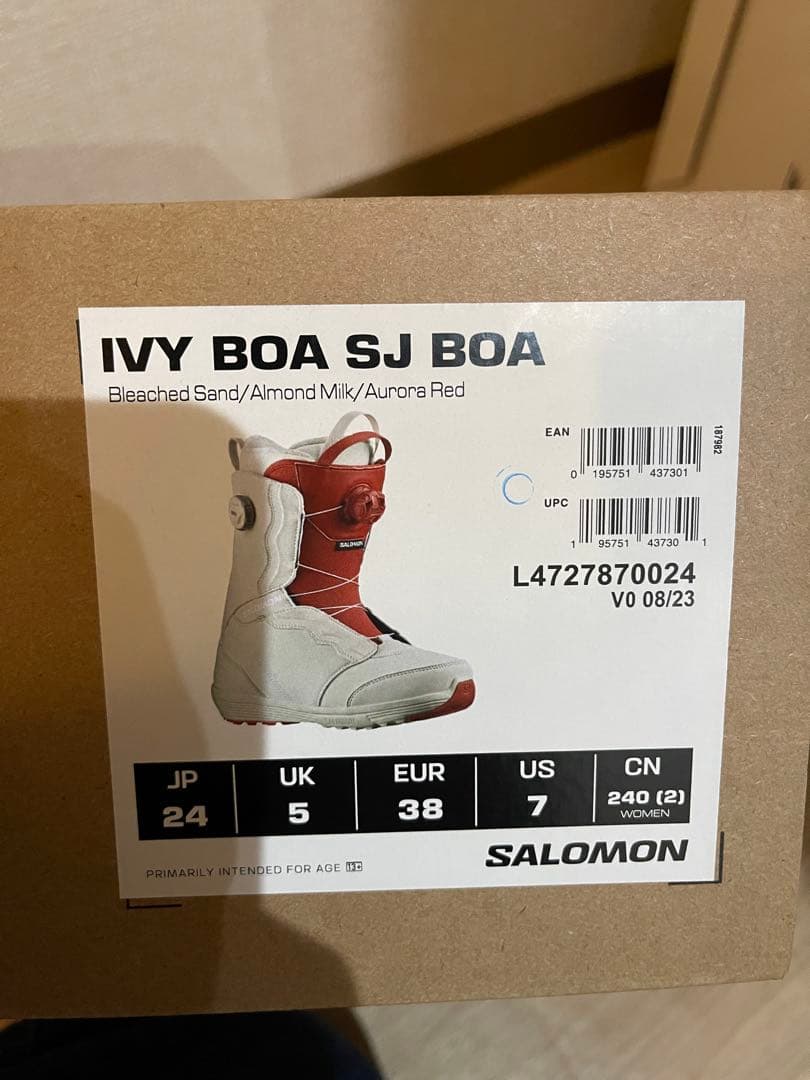 IVY BOA SJ BOA
Bleached Sand/Almond Milk/Aurora Red
EAN
0 195751 437301
187982
UPC
1 95751 43730 1
L4727870024
V0 08/23
SALOMON
JP UK EUR US CN
24 5 38 7 240 (2)
WOMEN
PRIMARILY INTENDED FOR AGE 13+
SALOMON